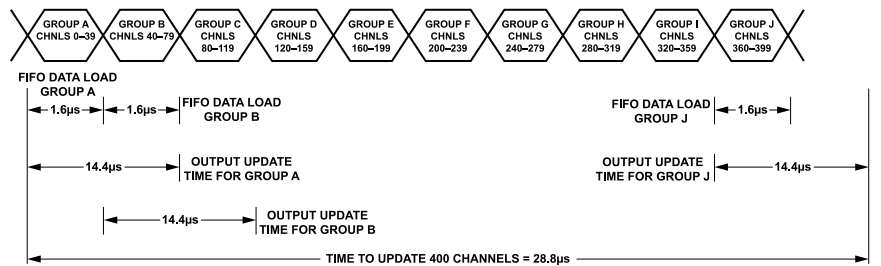 GROUP A
CHNLS 0–39
GROUP B
CHNLS 40–79
GROUP C
CHNLS
80–119
GROUP D
CHNLS
120–159
GROUP E
CHNLS
160–199
GROUP F
CHNLS
200–239
GROUP G
CHNLS
240–279
GROUP H
CHNLS
280–319
GROUP I
CHNLS
320–359
GROUP J
CHNLS
360–399
FIFO DATA LOAD
GROUP A
1.6µs
1.6µs
FIFO DATA LOAD
GROUP B
FIFO DATA LOAD
GROUP J
1.6µs
14.4µs
OUTPUT UPDATE
TIME FOR GROUP A
OUTPUT UPDATE
TIME FOR GROUP J
14.4µs
14.4µs
OUTPUT UPDATE
TIME FOR GROUP B
TIME TO UPDATE 400 CHANNELS = 28.8µs